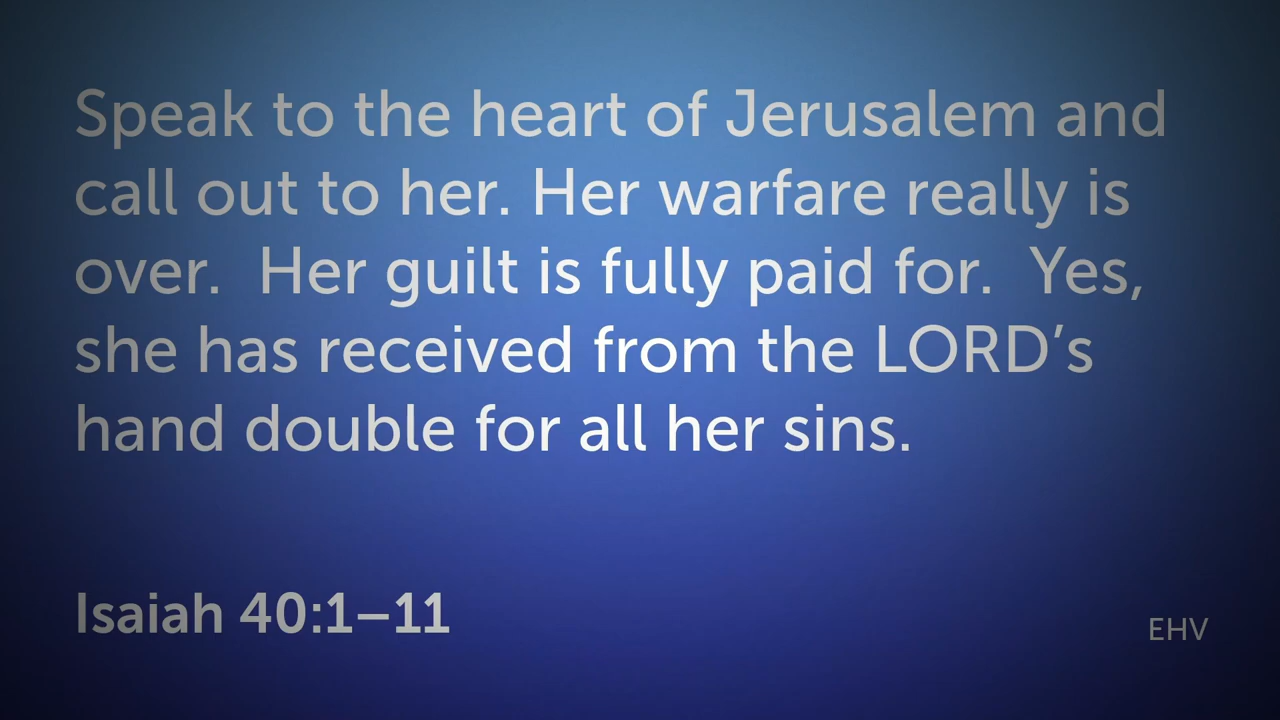 Speak to the heart of Jerusalem and
call out to her. Her warfare really is
over.  Her guilt is fully paid for.  Yes,
she has received from the LORD’s
hand double for all her sins.
Isaiah 40:1–11
EHV